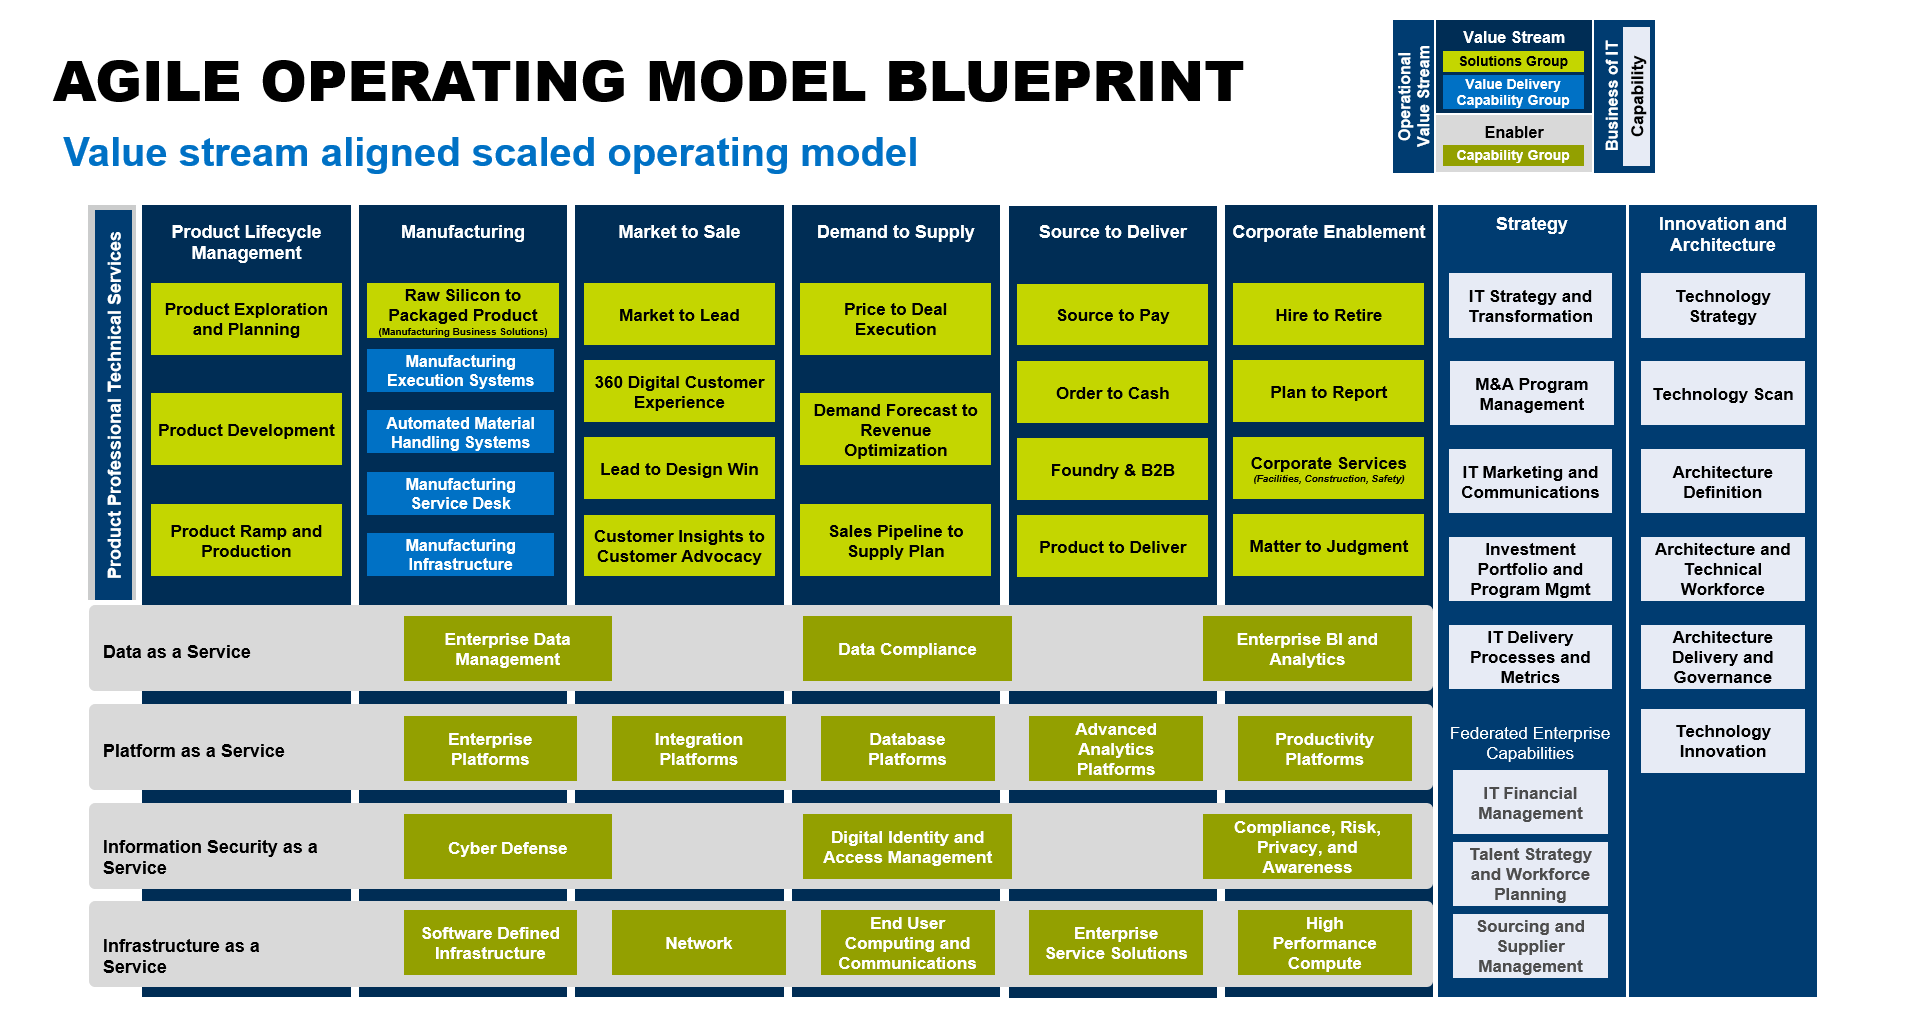 AGILE OPERATING MODEL BLUEPRINT
Value stream aligned scaled operating model
Operational
Value Stream
Value Stream
Solutions Group
Value Delivery
Capability Group
Enabler
Capability Group
Business of IT
Capability
Product Professional Technical Services
Product Lifecycle
Management
Product Exploration
and Planning
Product Development
Product Ramp and
Production
Manufacturing
Raw Silicon to
Packaged Product
(Manufacturing Business Solutions)
Manufacturing
Execution Systems
Automated Material
Handling Systems
Manufacturing
Service Desk
Manufacturing
Infrastructure
Market to Sale
Market to Lead
360 Digital Customer
Experience
Lead to Design Win
Customer Insights to
Customer Advocacy
Demand to Supply
Price to Deal
Execution
Demand Forecast to
Revenue
Optimization
Sales Pipeline to
Supply Plan
Source to Deliver
Source to Pay
Order to Cash
Foundry & B2B
Product to Deliver
Corporate Enablement
Hire to Retire
Plan to Report
Corporate Services
(Facilities, Construction, Safety)
Matter to Judgment
Strategy
IT Strategy and
Transformation
M&A Program
Management
IT Marketing and
Communications
Investment
Portfolio and
Program Mgmt
IT Delivery
Processes and
Metrics
Federated Enterprise
Capabilities
IT Financial
Management
Talent Strategy
and Workforce
Planning
Sourcing and
Supplier
Management
Innovation and
Architecture
Technology
Strategy
Technology Scan
Architecture
Definition
Architecture and
Technical
Workforce
Architecture
Delivery and
Governance
Technology
Innovation
Data as a Service
Enterprise Data
Management
Data Compliance
Enterprise BI and
Analytics
Platform as a Service
Enterprise
Platforms
Integration
Platforms
Database
Platforms
Advanced
Analytics
Platforms
Productivity
Platforms
Information Security as a
Service
Cyber Defense
Digital Identity and
Access Management
Compliance, Risk,
Privacy, and
Awareness
Infrastructure as a
Service
Software Defined
Infrastructure
Network
End User
Computing and
Communications
Enterprise
Service Solutions
High
Performance
Compute